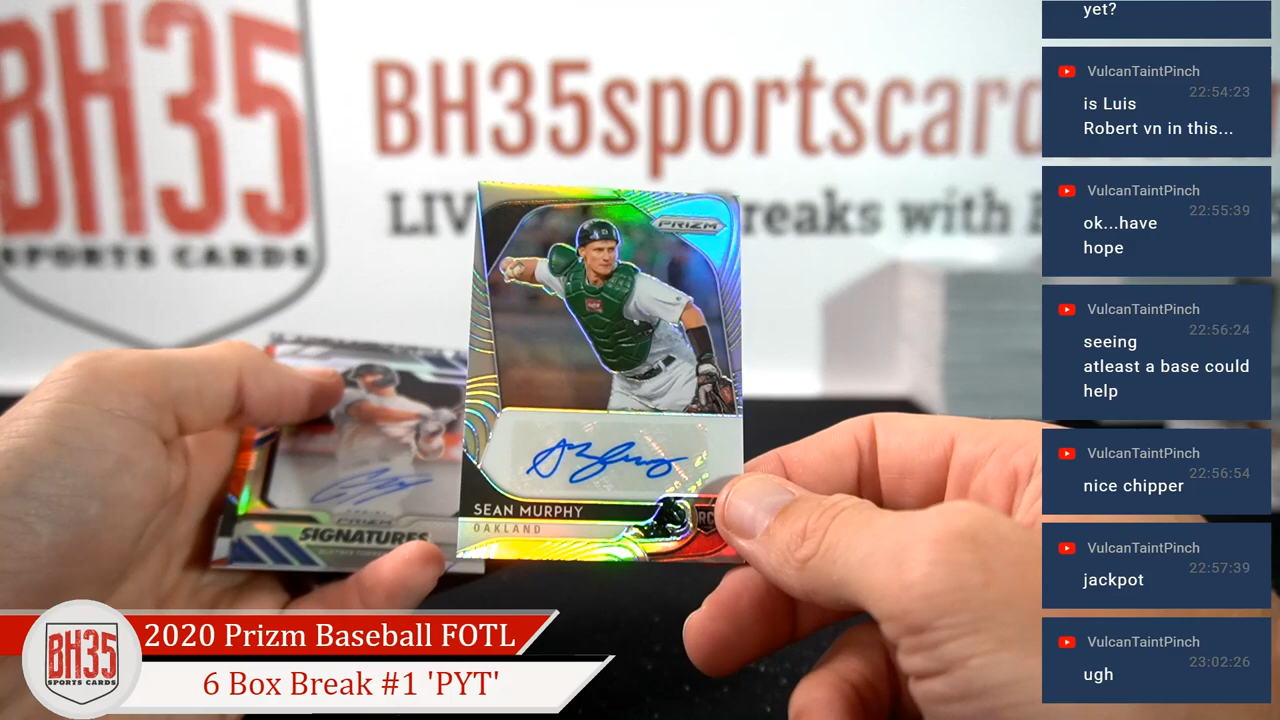 BH35
SPORTS CARDS
BH35sportscard
LIV
reaks with
PRIZM
SEAN MURPHY
OAKLAND
RC
PRIZM
SIGNATURES
BH35
SPORTS CARDS
2020 Prizm Baseball FOTL
6 Box Break #1 'PYT'
yet?
VulcanTaintPinch
22:54:23
is Luis
Robert vn in this...
VulcanTaintPinch
22:55:39
ok...have
hope
VulcanTaintPinch
22:56:24
seeing
atleast a base could
help
VulcanTaintPinch
22:56:54
nice chipper
VulcanTaintPinch
22:57:39
jackpot
VulcanTaintPinch
23:02:26
ugh